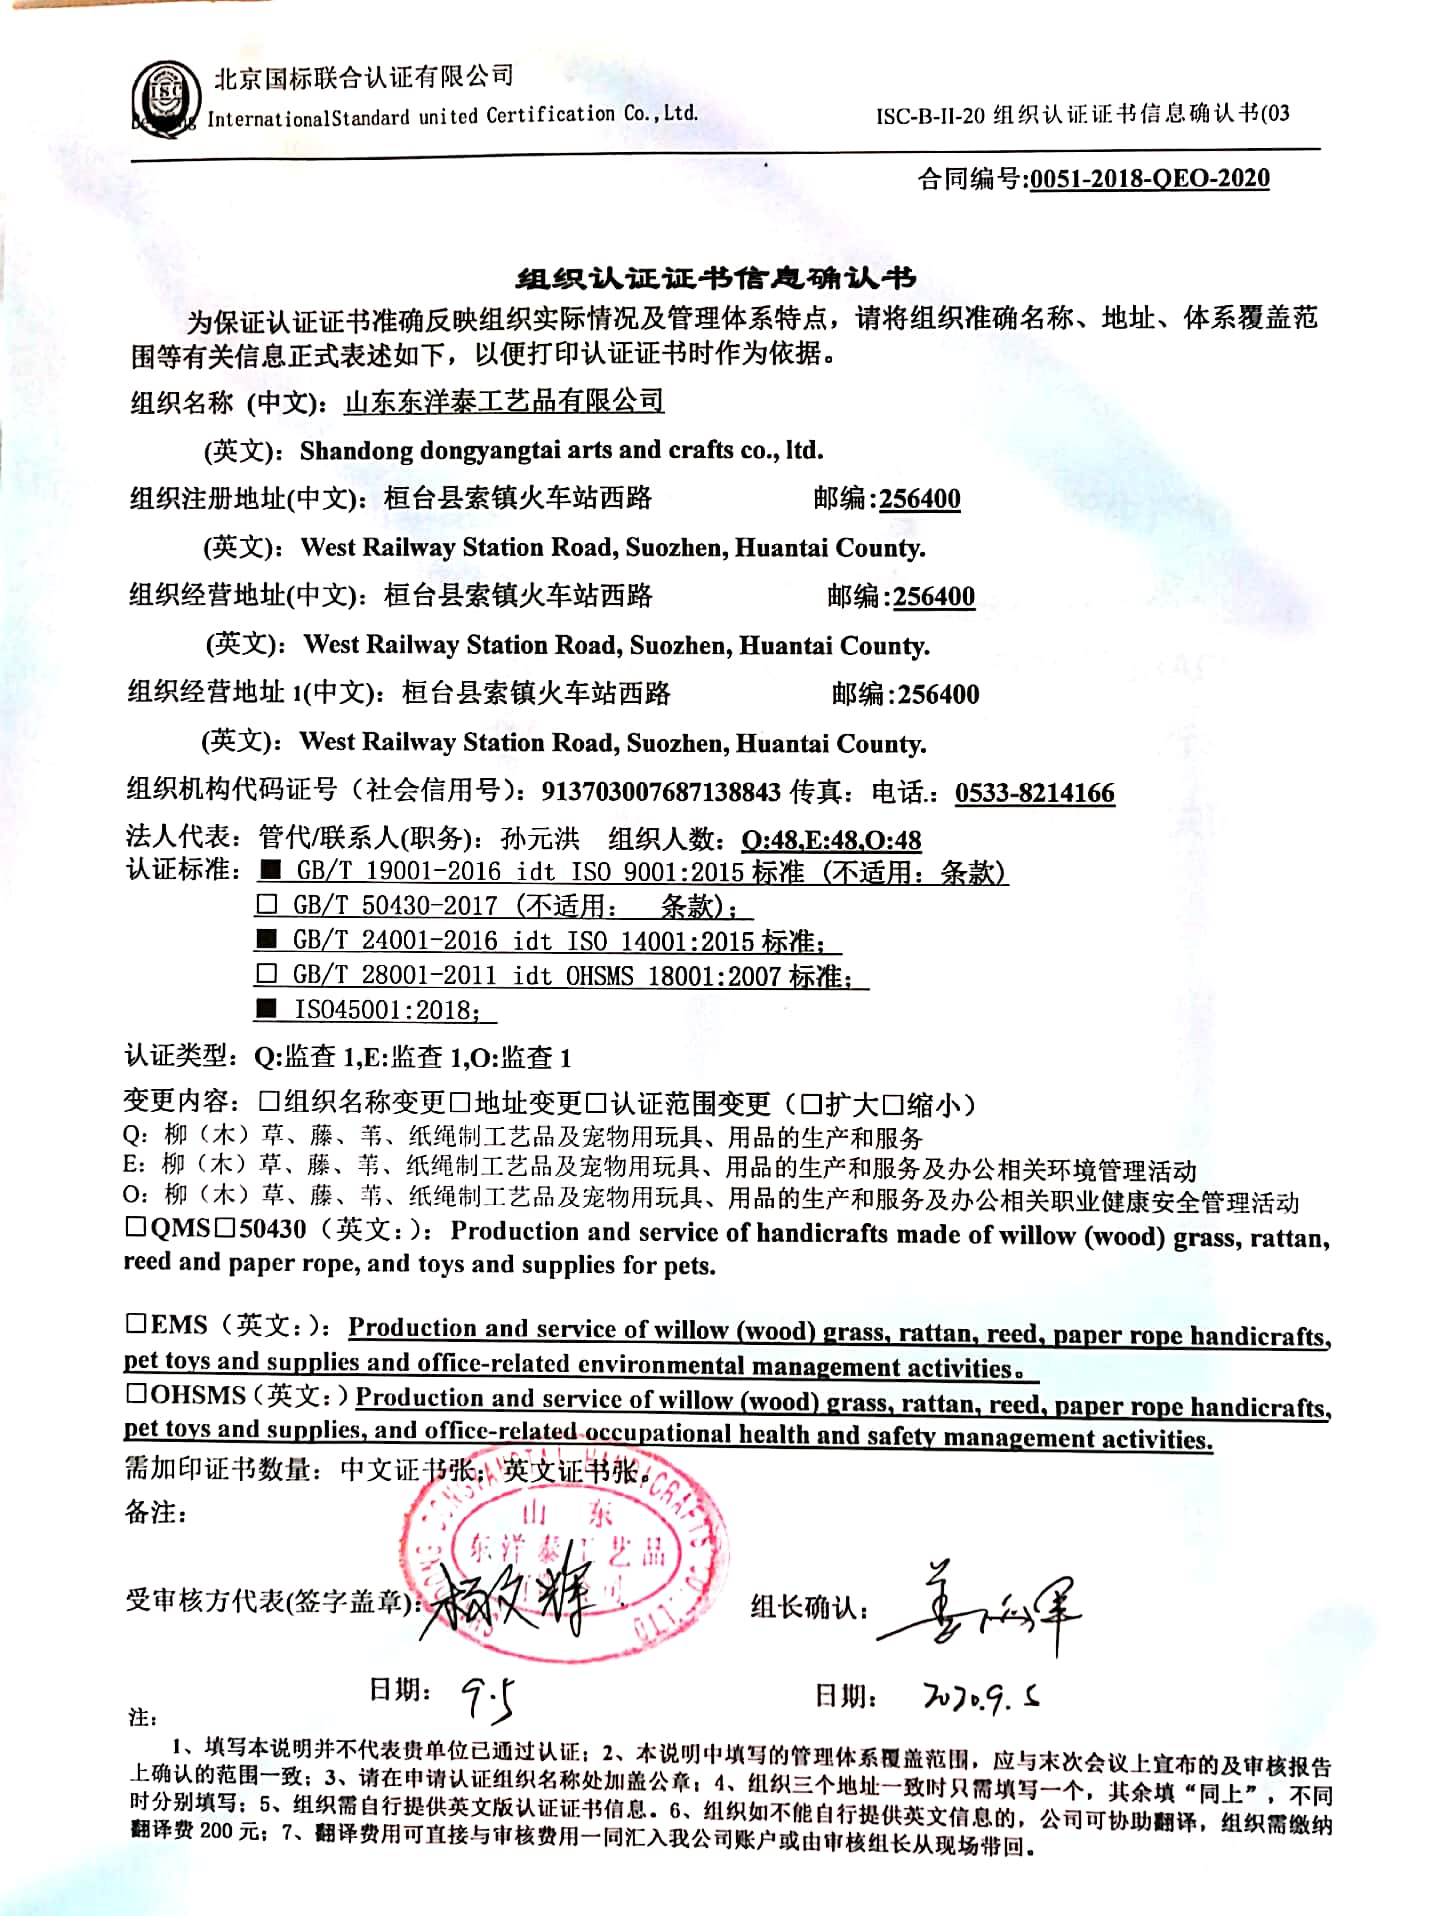 北京国标联合认证有限公司
InternationalStandard united Certification Co.,Ltd.
ISC-B-II-20 组织认证证书信息确认书(03
合同编号:0051-2018-QEO-2020
组织认证证书信息确认书
为保证认证证书准确反映组织实际情况及管理体系特点，请将组织准确名称、地址、体系覆盖范
围等有关信息正式表述如下，以便打印认证证书时作为依据。
组织名称 (中文)：山东东洋泰工艺品有限公司
(英文)：Shandong dongyangtai arts and crafts co., ltd.
组织注册地址(中文)：桓台县索镇火车站西路 邮编:256400
(英文)：West Railway Station Road, Suozhen, Huantai County.
组织经营地址(中文)：桓台县索镇火车站西路 邮编:256400
(英文)：West Railway Station Road, Suozhen, Huantai County.
组织经营地址 1(中文)：桓台县索镇火车站西路 邮编:256400
(英文)：West Railway Station Road, Suozhen, Huantai County.
组织机构代码证号（社会信用号）：913703007687138843 传真：电话.：0533-8214166
法人代表：管代/联系人(职务)：孙元洪 组织人数：Q:48,E:48,O:48
认证标准：■ GB/T 19001-2016 idt ISO 9001:2015 标准（不适用：条款）
□ GB/T 50430-2017（不适用： 条款）；
■ GB/T 24001-2016 idt ISO 14001:2015 标准；
□ GB/T 28001-2011 idt OHSMS 18001:2007 标准；
■ ISO45001:2018；
认证类型：Q:监查 1,E:监查 1,O:监查 1
变更内容：□组织名称变更□地址变更□认证范围变更（□扩大□缩小）
Q：柳（木）草、藤、苇、纸绳制工艺品及宠物用玩具、用品的生产和服务
E：柳（木）草、藤、苇、纸绳制工艺品及宠物用玩具、用品的生产和服务及办公相关环境管理活动
O：柳（木）草、藤、苇、纸绳制工艺品及宠物用玩具、用品的生产和服务及办公相关职业健康安全管理活动
□QMS□50430（英文：）：Production and service of handicrafts made of willow (wood) grass, rattan,
reed and paper rope, and toys and supplies for pets.
□EMS（英文：）：Production and service of willow (wood) grass, rattan, reed, paper rope handicrafts,
pet toys and supplies and office-related environmental management activities。
□OHSMS（英文：）Production and service of willow (wood) grass, rattan, reed, paper rope handicrafts,
pet toys and supplies, and office-related occupational health and safety management activities.
需加印证书数量：中文证书张；英文证书张。
备注：
山东
东洋泰工艺品
受审核方代表(签字盖章)：杨文辉 组长确认：
日期：9.5 日期：2020.9.5
注：
1、填写本说明并不代表贵单位已通过认证；2、本说明中填写的管理体系覆盖范围，应与末次会议上宣布的及审核报告
上确认的范围一致；3、请在申请认证组织名称处加盖公章；4、组织三个地址一致时只需填写一个，其余填“同上”，不同
时分别填写；5、组织需自行提供英文版认证证书信息。6、组织如不能自行提供英文信息的，公司可协助翻译，组织需缴纳
翻译费 200 元；7、翻译费用可直接与审核费用一同汇入我公司账户或由审核组长从现场带回。